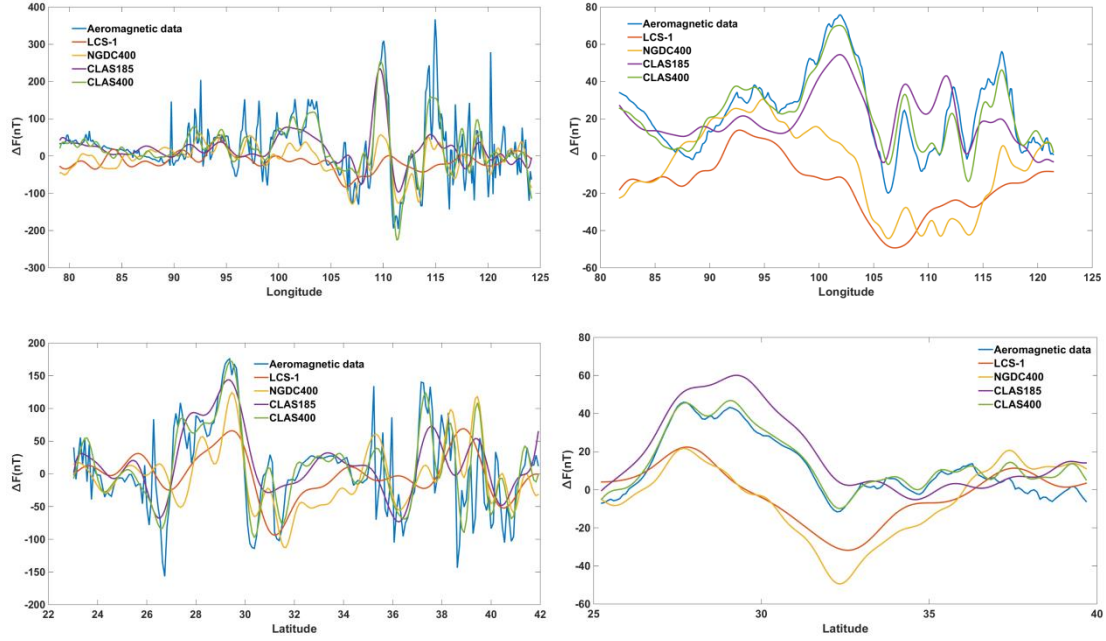 400
300
200
100
0
-100
-200
-300
ΔF(nT)
Aeromagnetic data
LCS-1
NGDC400
CLAS185
CLAS400
80 85 90 95 100 105 110 115 120 125
Longitude
80
60
40
20
0
-20
-40
-60
ΔF(nT)
Aeromagnetic data
LCS-1
NGDC400
CLAS185
CLAS400
80 85 90 95 100 105 110 115 120 125
Longitude
200
150
100
50
0
-50
-100
-150
-200
ΔF(nT)
Aeromagnetic data
LCS-1
NGDC400
CLAS185
CLAS400
22 24 26 28 30 32 34 36 38 40 42
Latitude
80
60
40
20
0
-20
-40
-60
ΔF(nT)
Aeromagnetic data
LCS-1
NGDC400
CLAS185
CLAS400
25 30 35 40
Latitude